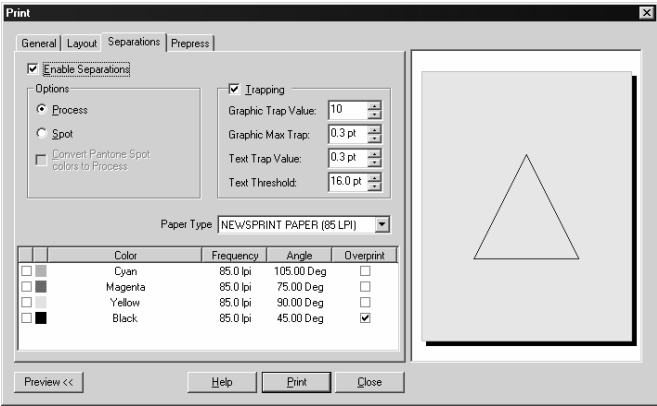 Print
General Layout Separations Prepress
Enable Separations
Options
Process
Spot
Convert Pantone Spot
colors to Process
Trapping
Graphic Trap Value: 10
Graphic Max Trap: 0.3 pt
Text Trap Value: 0.3 pt
Text Threshold: 16.0 pt
Paper Type NEWSPRINT PAPER (85 LPI)
Color Frequency Angle Overprint
Cyan 85.0 lpi 105.00 Deg
Magenta 85.0 lpi 75.00 Deg
Yellow 85.0 lpi 90.00 Deg
Black 85.0 lpi 45.00 Deg
Preview << Help Print Close